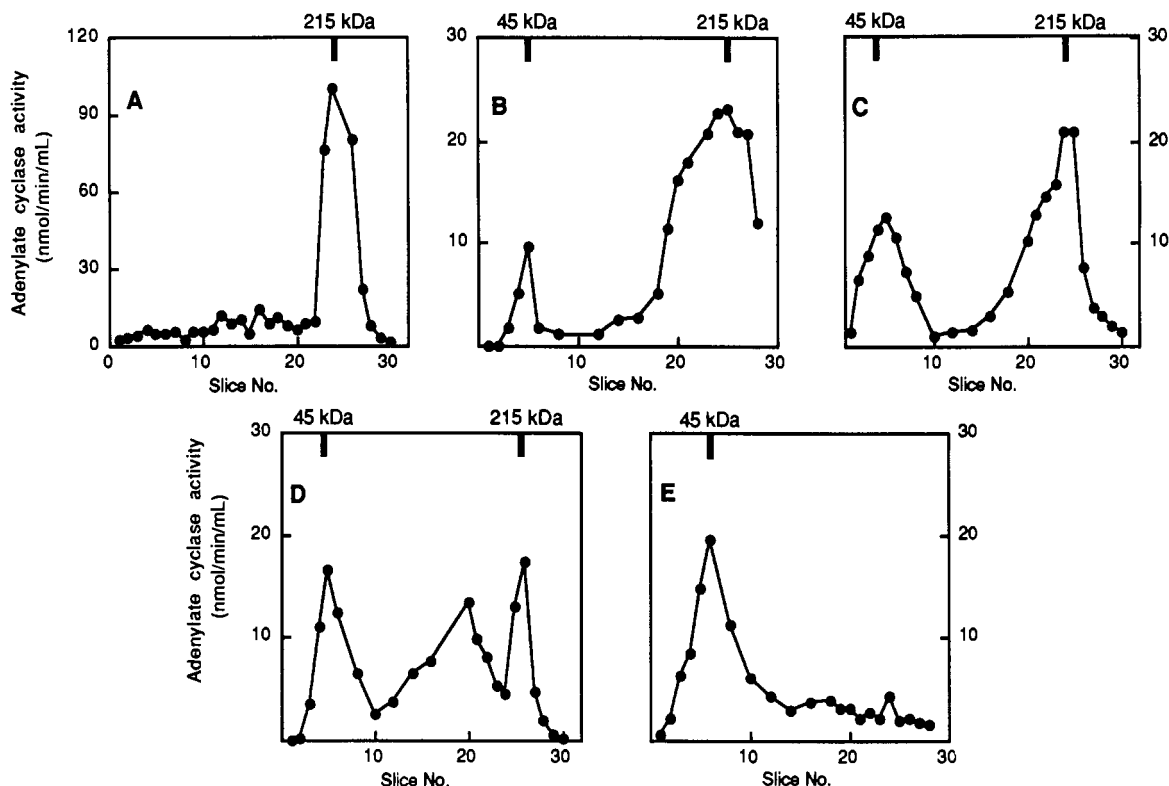 215 kDa
45 kDa 215 kDa
45 kDa 215 kDa
Adenylate cyclase activity
(nmol/min/mL)
120
90
60
30
0
A
0 10 20 30
Slice No.
30
20
10
B
10 20 30
Slice No.
C
30
20
10
10 20 30
Slice No.
45 kDa 215 kDa
45 kDa
Adenylate cyclase activity
(nmol/min/mL)
30
20
10
D
10 20 30
Slice No.
E
30
20
10
10 20 30
Slice No.